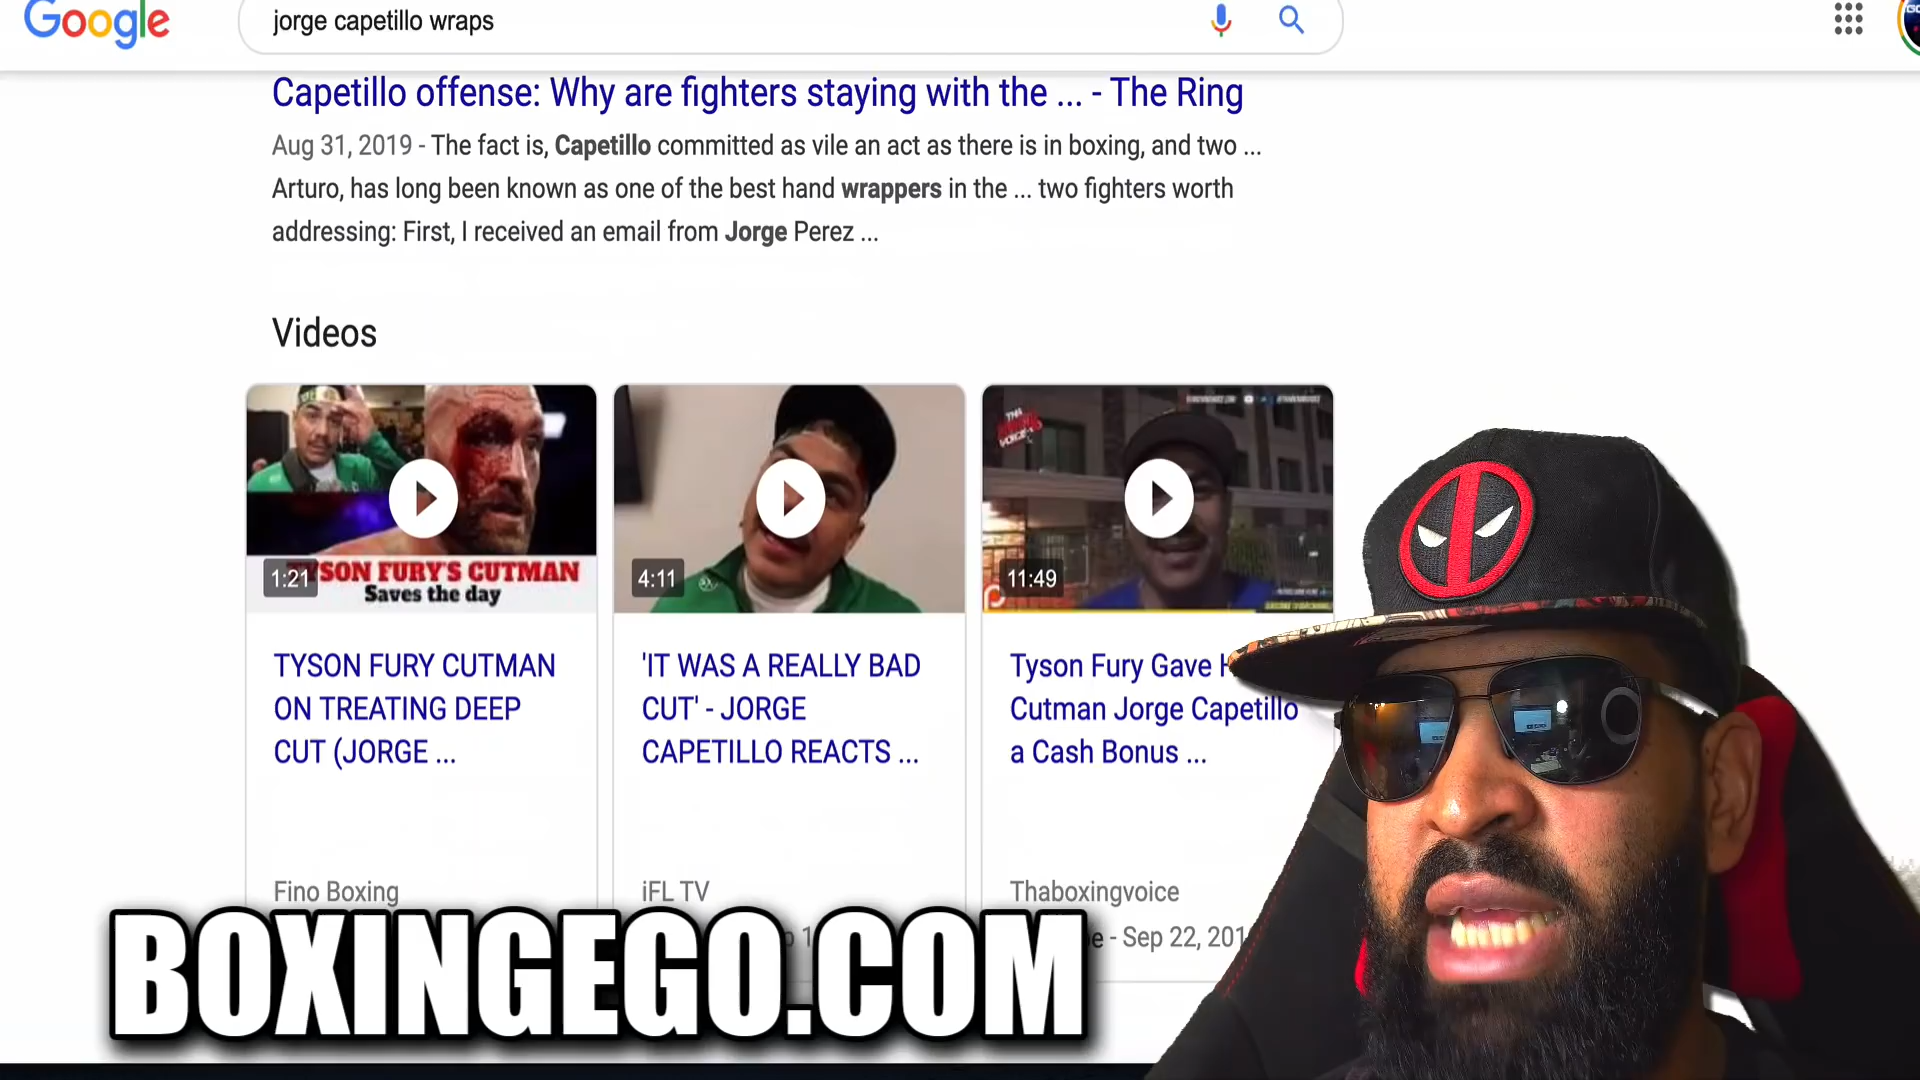 Google
jorge capetillo wraps
Capetillo offense: Why are fighters staying with the ... - The Ring
Aug 31, 2019 - The fact is, Capetillo committed as vile an act as there is in boxing, and two ...
Arturo, has long been known as one of the best hand wrappers in the ... two fighters worth
addressing: First, I received an email from Jorge Perez ...
Videos
1:21
TYSON FURY'S CUTMAN
Saves the day
4:11
11:49
TYSON FURY CUTMAN
ON TREATING DEEP
CUT (JORGE ...
'IT WAS A REALLY BAD
CUT' - JORGE
CAPETILLO REACTS ...
Tyson Fury Gave
Cutman Jorge Capetillo
a Cash Bonus ...
Fino Boxing
iFL TV
Thaboxingvoice
- Sep 22, 201
BOXINGEGO.COM